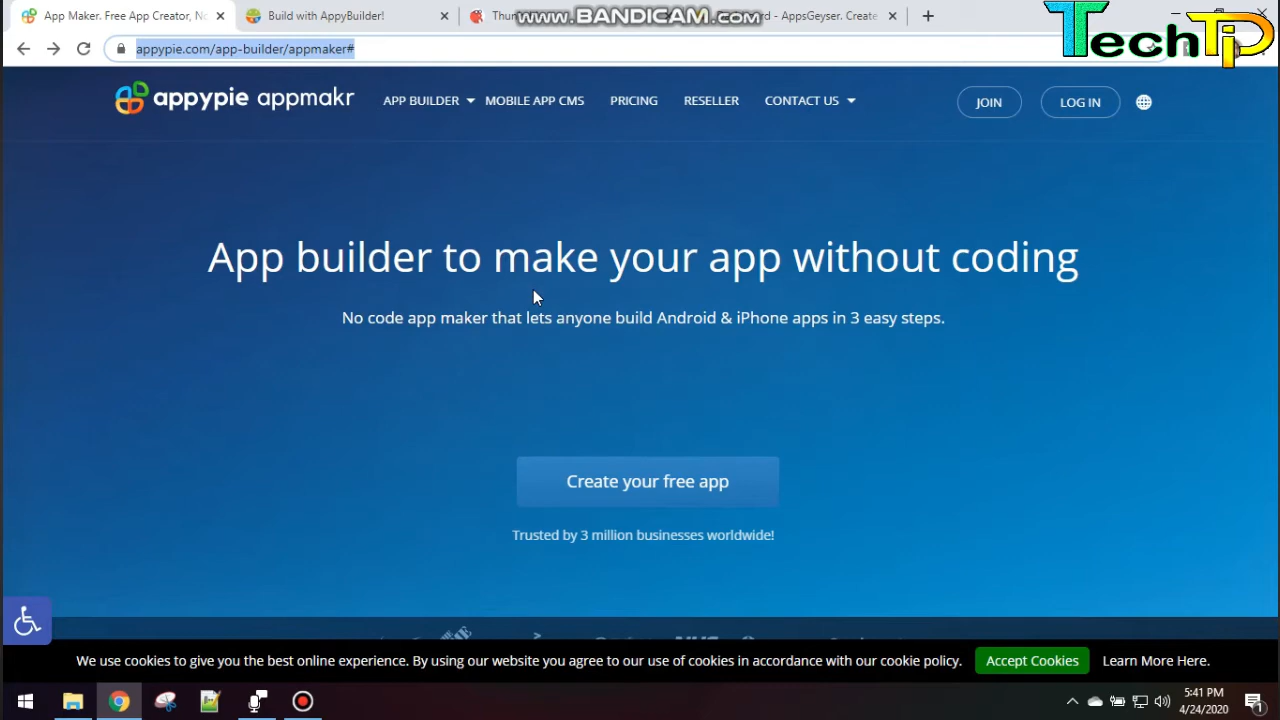 App Maker. Free App Creator, No
Build with AppyBuilder!
Thun
www.BANDICAM.com
rd - AppsGeyser. Create
TechTip
appypie.com/app-builder/appmaker#
appypie appmakr
APP BUILDER
MOBILE APP CMS
PRICING
RESELLER
CONTACT US
JOIN
LOG IN
App builder to make your app without coding
No code app maker that lets anyone build Android & iPhone apps in 3 easy steps.
Create your free app
Trusted by 3 million businesses worldwide!
We use cookies to give you the best online experience. By using our website you agree to our use of cookies in accordance with our cookie policy.
Accept Cookies
Learn More Here.
5:41 PM
4/24/2020
1